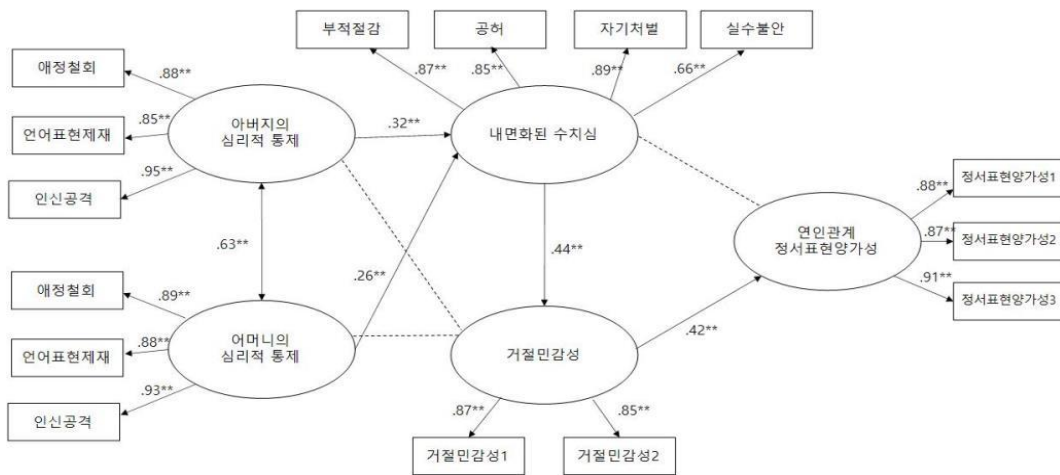 부적절감
공허
자기처벌
실수불안
애정철회
.88**
.87**
.85**
.89**
.66**
언어표현제재
.85**
아버지의
심리적 통제
.32**
내면화된 수치심
인신공격
.95**
정서표현양가성1
.88**
.63**
.44**
연인관계
정서표현양가성
.87**
정서표현양가성2
.26**
애정철회
.89**
.91**
정서표현양가성3
언어표현제재
.88**
어머니의
심리적 통제
거절민감성
.42**
인신공격
.93**
.87**
.85**
거절민감성1
거절민감성2